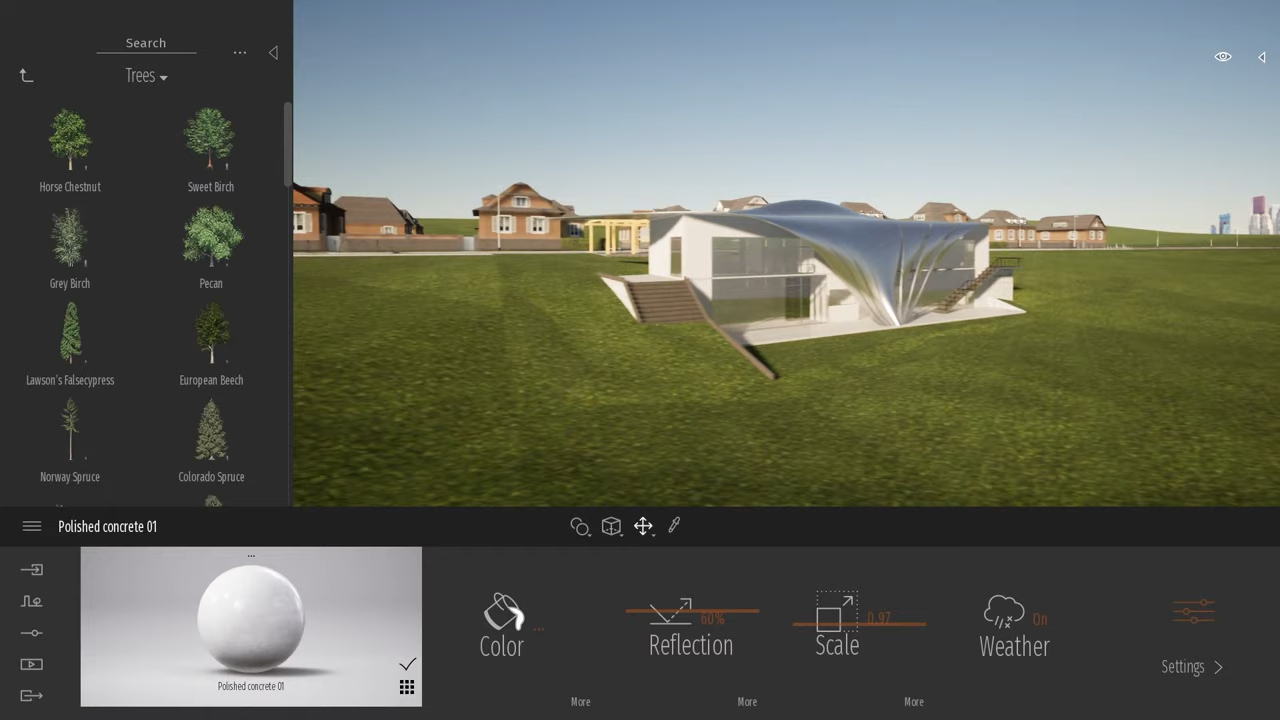 Search
Trees
Horse Chestnut
Sweet Birch
Grey Birch
Pecan
Lawson's Falsecypress
European Beech
Norway Spruce
Colorado Spruce
Polished concrete 01
Polished concrete 01
Color
60%
Reflection
0.97
Scale
On
Weather
Settings
More
More
More